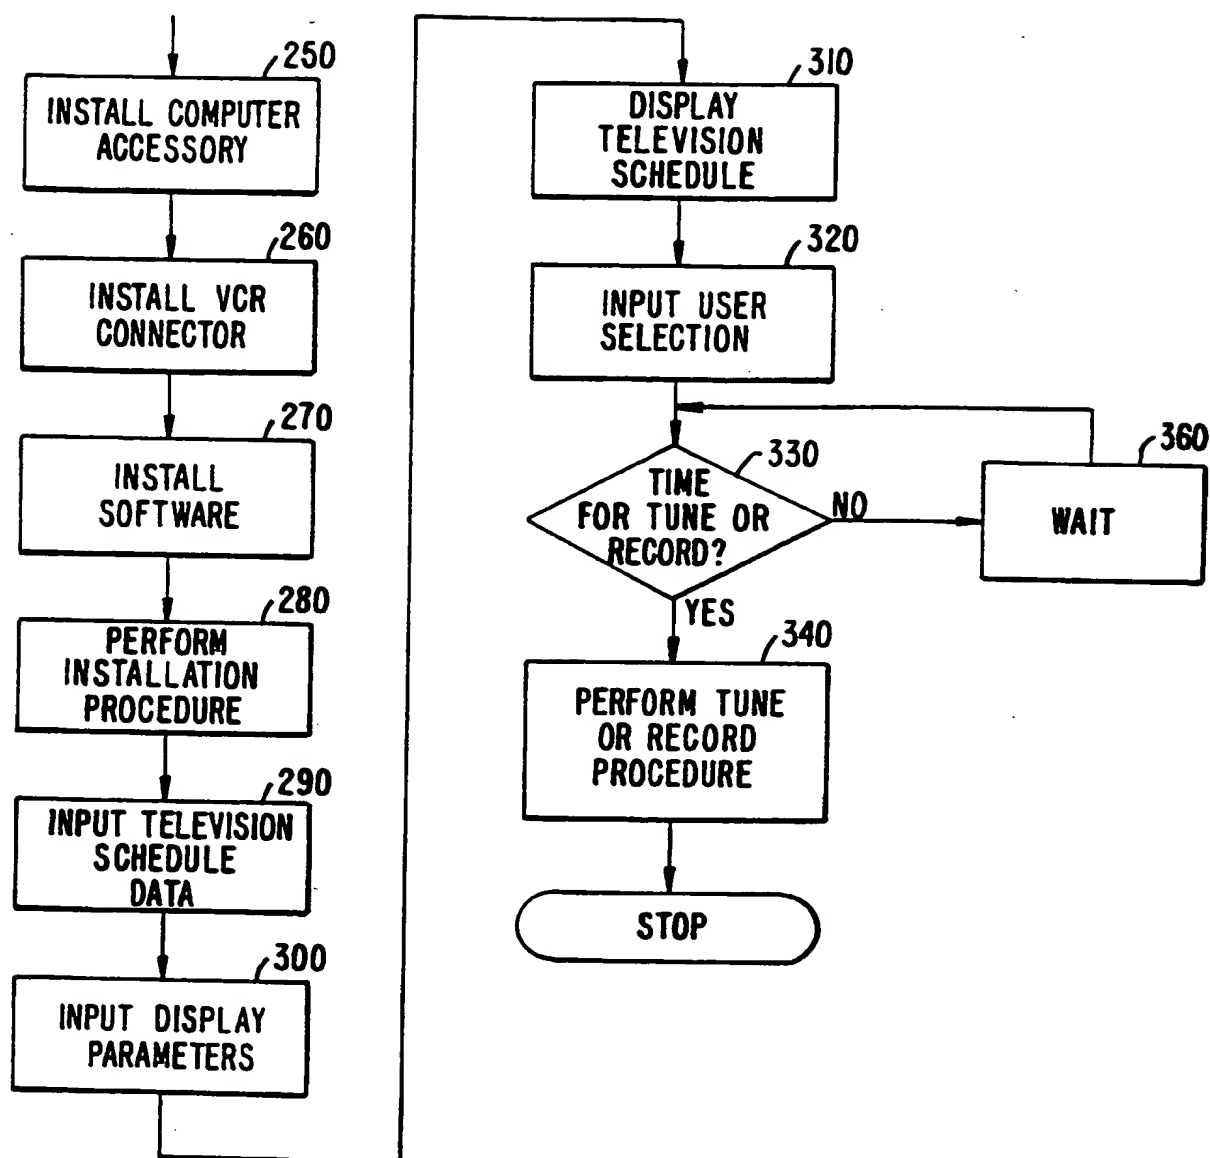 250
INSTALL COMPUTER
ACCESSORY
260
INSTALL VCR
CONNECTOR
270
INSTALL
SOFTWARE
280
PERFORM
INSTALLATION
PROCEDURE
290
INPUT TELEVISION
SCHEDULE
DATA
300
INPUT DISPLAY
PARAMETERS
310
DISPLAY
TELEVISION
SCHEDULE
320
INPUT USER
SELECTION
330
TIME
FOR TUNE OR
RECORD?
NO
360
WAIT
YES
340
PERFORM TUNE
OR RECORD
PROCEDURE
STOP